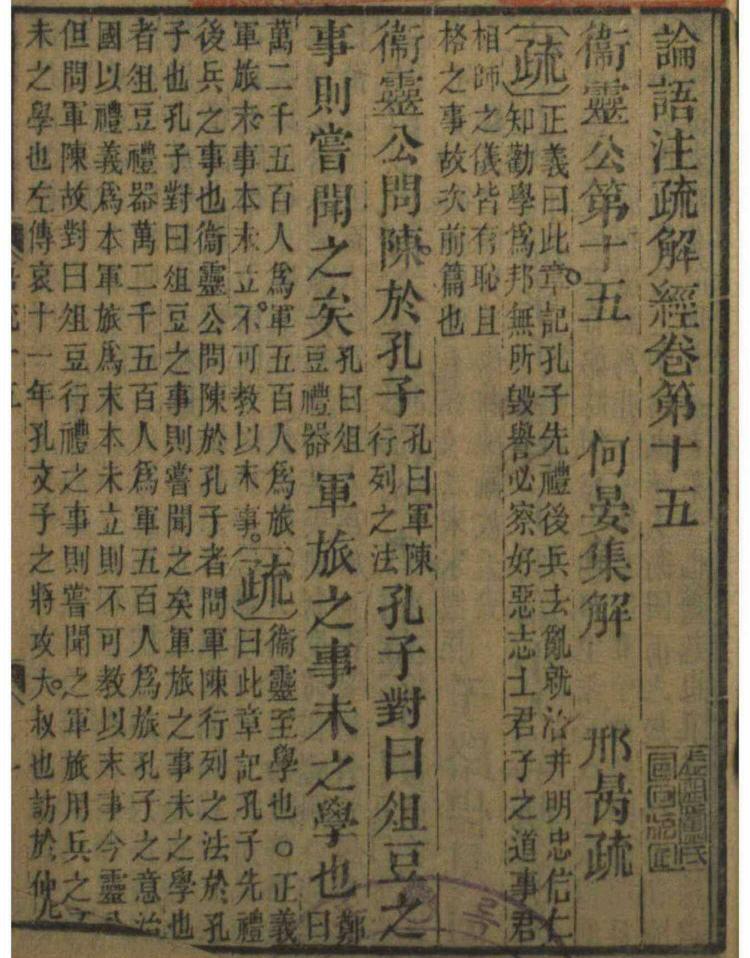 論語注疏解經卷第十五
衞靈公第十五 何晏集解 邢昺疏
疏 正義曰此章記孔子先禮後兵去亂就治并明忠信仁
知勸學爲邦無所毀譽必察好惡志士君子之道事君
相師之儀皆有恥且
格之事故次前篇也
衞靈公問陳於孔子 孔曰軍陳行列之法 孔子對曰俎豆之
事則嘗聞之矣 孔曰俎豆禮器 軍旅之事未之學也 鄭曰
萬二千五百人爲軍五百人爲旅
軍旅末事本未立。不可教以末事。
疏 衞靈至學也○正義
曰此章記孔子先禮
後兵之事也衞靈公問陳於孔子者問軍陳行列之法於孔
子也孔子對曰俎豆之事則嘗聞之矣軍旅之事未之學也
者俎豆禮器萬二千五百人爲軍五百人爲旅孔子之意治
國以禮義爲本軍旅爲末本未立則不可教以末事今靈
但問軍陳故對曰俎豆行禮之事則嘗聞之軍旅用兵之
未之學也左傳哀十一年孔文子之將攻大叔也訪於仲尼